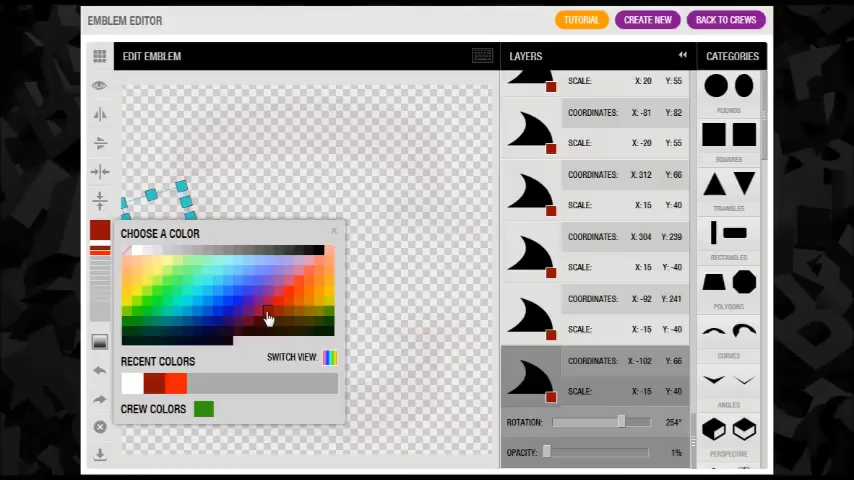 EMBLEM EDITOR
TUTORIAL
CREATE NEW
BACK TO CREWS
EDIT EMBLEM
LAYERS
CATEGORIES
SCALE: X: 20 Y: 55
COORDINATES: X: -81 Y: 82
SCALE: X: -20 Y: 55
COORDINATES: X: 312 Y: 66
SCALE: X: 15 Y: 40
COORDINATES: X: 304 Y: 239
SCALE: X: 15 Y: -40
COORDINATES: X: -92 Y: 241
SCALE: X: -15 Y: -40
COORDINATES: X: -102 Y: 66
SCALE: X: -15 Y: 40
ROTATION: 254°
OPACITY: 1%
ROUNDS
SQUARES
TRIANGLES
RECTANGLES
POLYGONS
CURVES
ANGLES
PERSPECTIVE
CHOOSE A COLOR
SWITCH VIEW:
RECENT COLORS
CREW COLORS